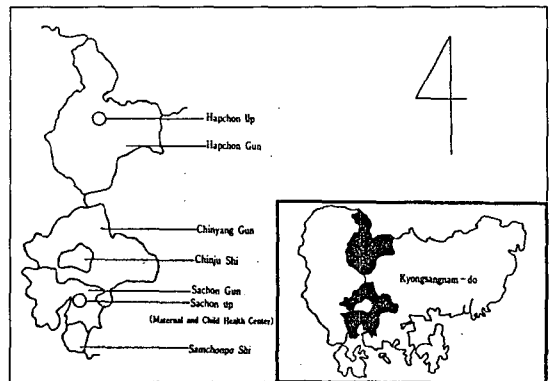 Hapchon Up
Hapchon Gun
Chinyang Gun
Chinju Shi
Sachon Gun
Sachon up
(Maternal and Child Health Center)
Samchonpo Shi
Kyongsangnam-do